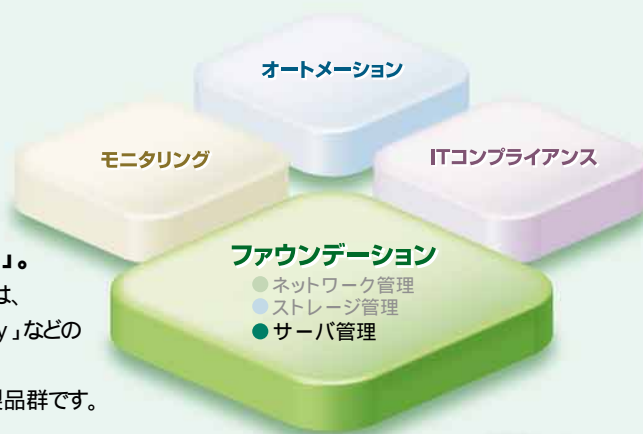 オートメーション
モニタリング
ITコンプライアンス
ファウンデーション
●ネットワーク管理
●ストレージ管理
●サーバ管理
」。
は、
y」などの
製品群です。